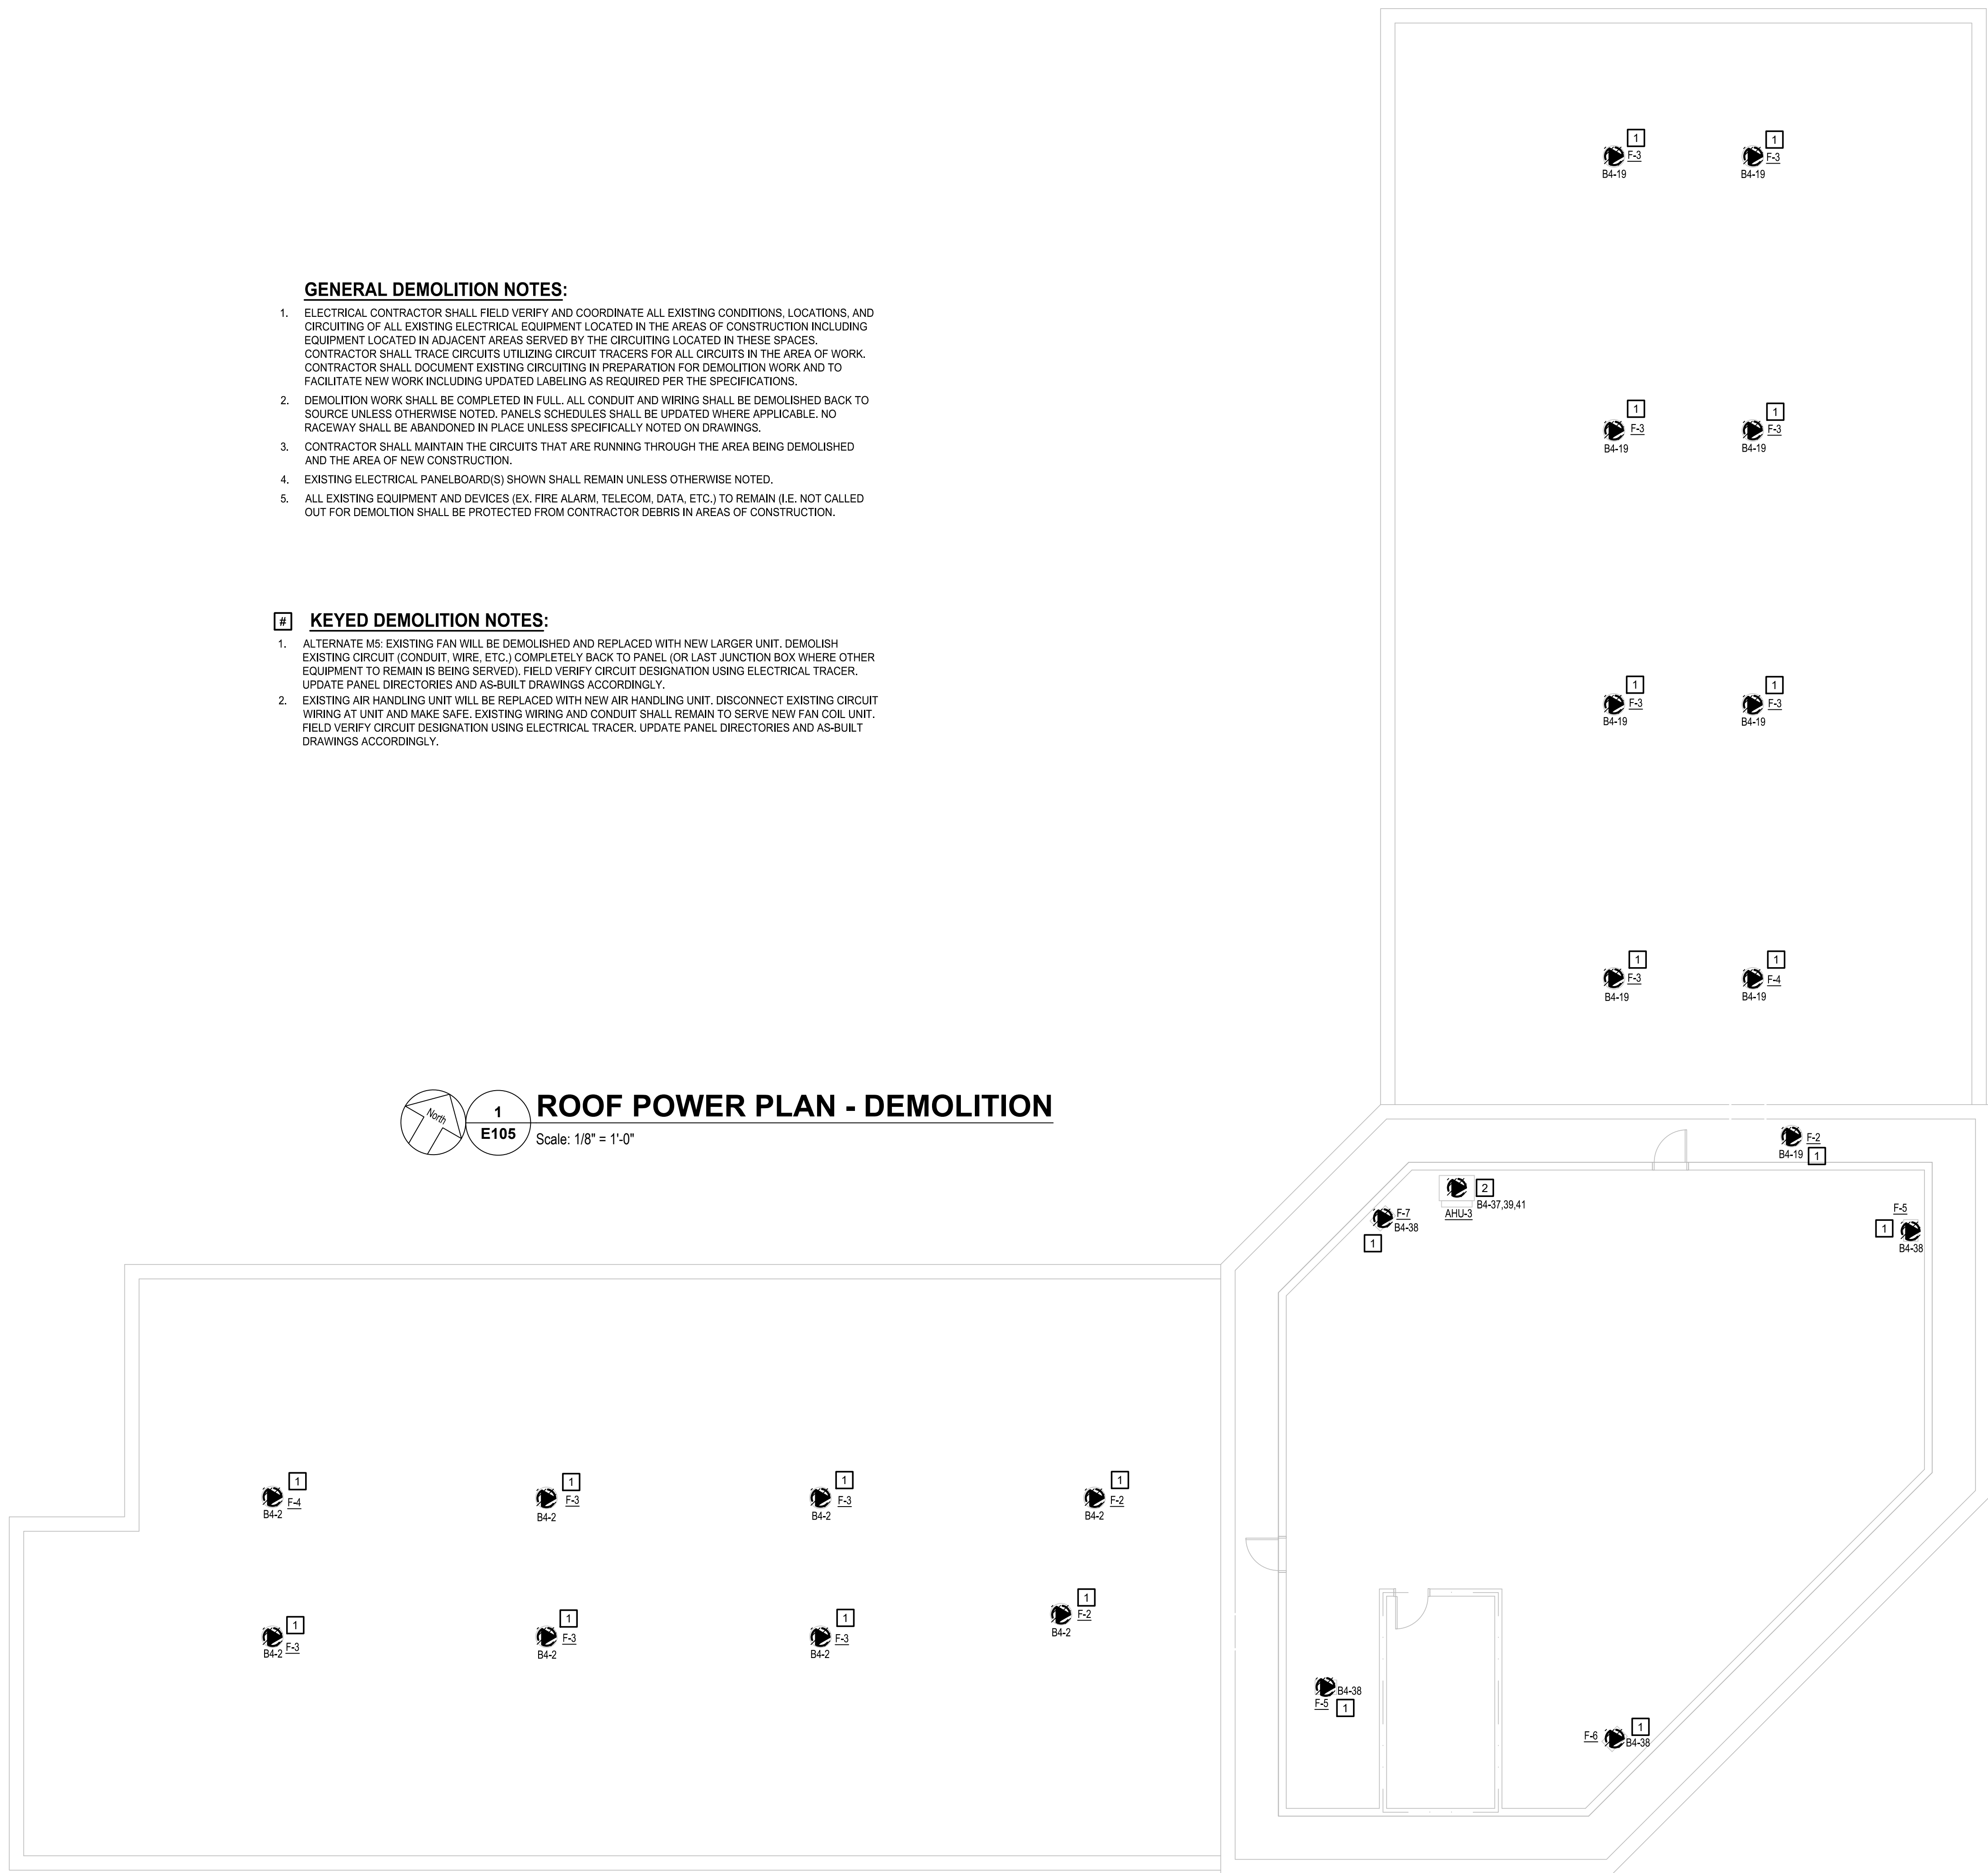 GENERAL DEMOLITION NOTES:
1. ELECTRICAL CONTRACTOR SHALL FIELD VERIFY AND COORDINATE ALL EXISTING CONDITIONS, LOCATIONS, AND
CIRCUITING OF ALL EXISTING ELECTRICAL EQUIPMENT LOCATED IN THE AREAS OF CONSTRUCTION INCLUDING
EQUIPMENT LOCATED IN ADJACENT AREAS SERVED BY THE CIRCUITING LOCATED IN THESE SPACES.
CONTRACTOR SHALL TRACE CIRCUITS UTILIZING CIRCUIT TRACERS FOR ALL CIRCUITS IN THE AREA OF WORK.
CONTRACTOR SHALL DOCUMENT EXISTING CIRCUITING IN PREPARATION FOR DEMOLITION WORK AND TO
FACILITATE NEW WORK INCLUDING UPDATED LABELING AS REQUIRED PER THE SPECIFICATIONS.
2. DEMOLITION WORK SHALL BE COMPLETED IN FULL. ALL CONDUIT AND WIRING SHALL BE DEMOLISHED BACK TO
SOURCE UNLESS OTHERWISE NOTED. PANELS SCHEDULES SHALL BE UPDATED WHERE APPLICABLE. NO
RACEWAY SHALL BE ABANDONED IN PLACE UNLESS SPECIFICALLY NOTED ON DRAWINGS.
3. CONTRACTOR SHALL MAINTAIN THE CIRCUITS THAT ARE RUNNING THROUGH THE AREA BEING DEMOLISHED
AND THE AREA OF NEW CONSTRUCTION.
4. EXISTING ELECTRICAL PANELBOARD(S) SHOWN SHALL REMAIN UNLESS OTHERWISE NOTED.
5. ALL EXISTING EQUIPMENT AND DEVICES (EX. FIRE ALARM, TELECOM, DATA, ETC.) TO REMAIN (I.E. NOT CALLED
OUT FOR DEMOLTION SHALL BE PROTECTED FROM CONTRACTOR DEBRIS IN AREAS OF CONSTRUCTION.
# KEYED DEMOLITION NOTES:
1. ALTERNATE M5: EXISTING FAN WILL BE DEMOLISHED AND REPLACED WITH NEW LARGER UNIT. DEMOLISH
EXISTING CIRCUIT (CONDUIT, WIRE, ETC.) COMPLETELY BACK TO PANEL (OR LAST JUNCTION BOX WHERE OTHER
EQUIPMENT TO REMAIN IS BEING SERVED). FIELD VERIFY CIRCUIT DESIGNATION USING ELECTRICAL TRACER.
UPDATE PANEL DIRECTORIES AND AS-BUILT DRAWINGS ACCORDINGLY.
2. EXISTING AIR HANDLING UNIT WILL BE REPLACED WITH NEW AIR HANDLING UNIT. DISCONNECT EXISTING CIRCUIT
WIRING AT UNIT AND MAKE SAFE. EXISTING WIRING AND CONDUIT SHALL REMAIN TO SERVE NEW FAN COIL UNIT.
FIELD VERIFY CIRCUIT DESIGNATION USING ELECTRICAL TRACER. UPDATE PANEL DIRECTORIES AND AS-BUILT
DRAWINGS ACCORDINGLY.
1 1
F-3 F-3
B4-19 B4-19
1 1
F-3 F-3
B4-19 B4-19
1 1
F-3 F-3
B4-19 B4-19
1 1
F-3 F-4
B4-19 B4-19
North
1
E105
ROOF POWER PLAN - DEMOLITION
Scale: 1/8" = 1'-0"
F-2
B4-19 1
2
B4-37,39,41
AHU-3
F-7
B4-38
1
F-5
1
B4-38
1 1 1 1
F-4 F-3 F-3 F-2
B4-2 B4-2 B4-2 B4-2
1 1 1 1
F-3 F-3 F-3 F-2
B4-2 B4-2 B4-2 B4-2
B4-38
F-5 1
1
F-6
B4-38